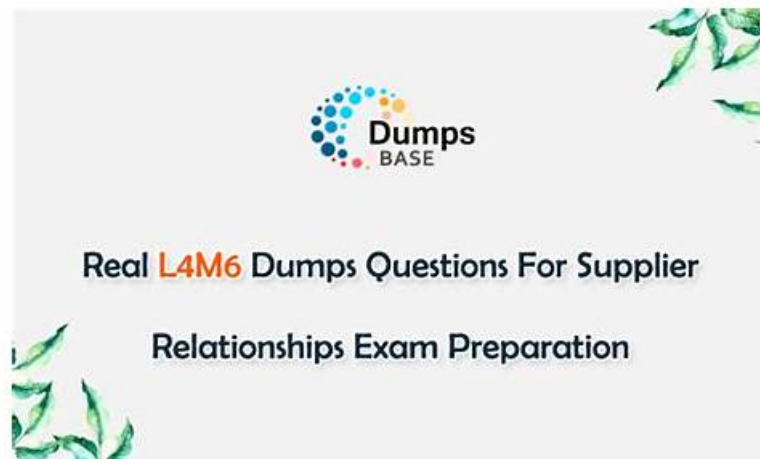 Dumps
BASE
Real L4M6 Dumps Questions For Supplier
Relationships Exam Preparation